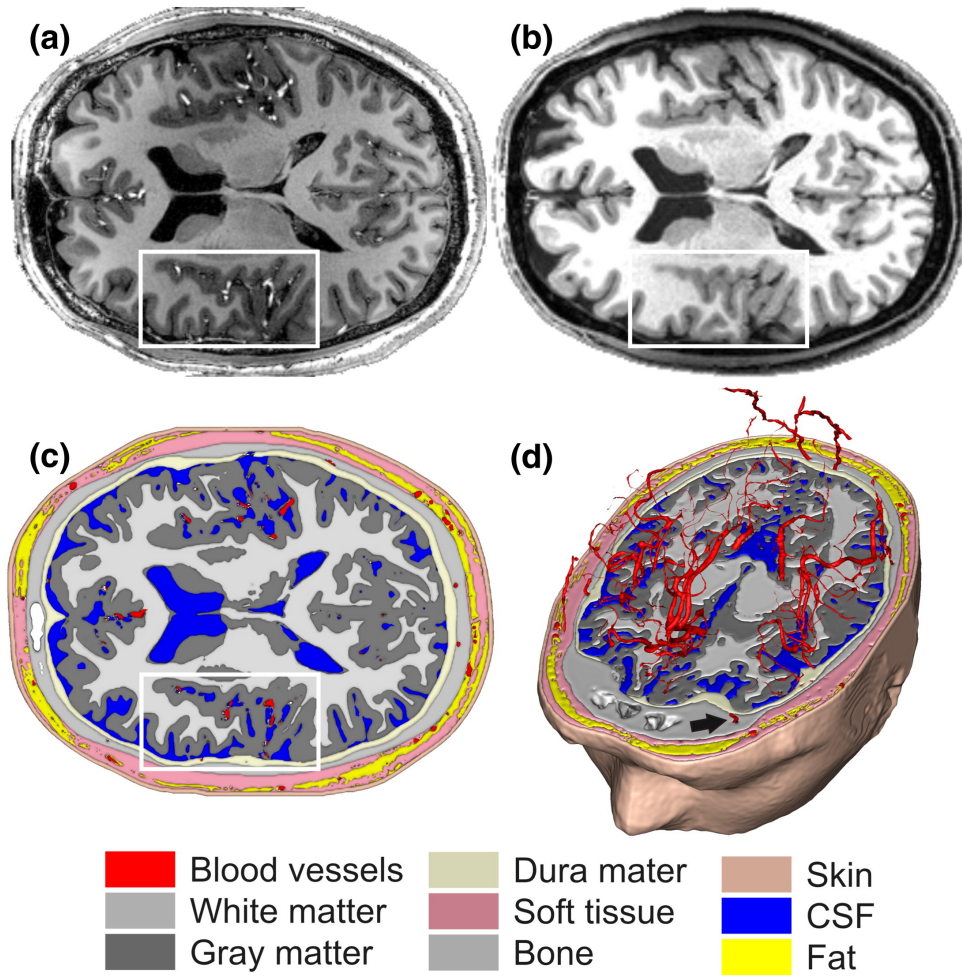 (a)
(b)
(c)
(d)
Blood vessels
Dura mater
Skin
White matter
Soft tissue
CSF
Gray matter
Bone
Fat